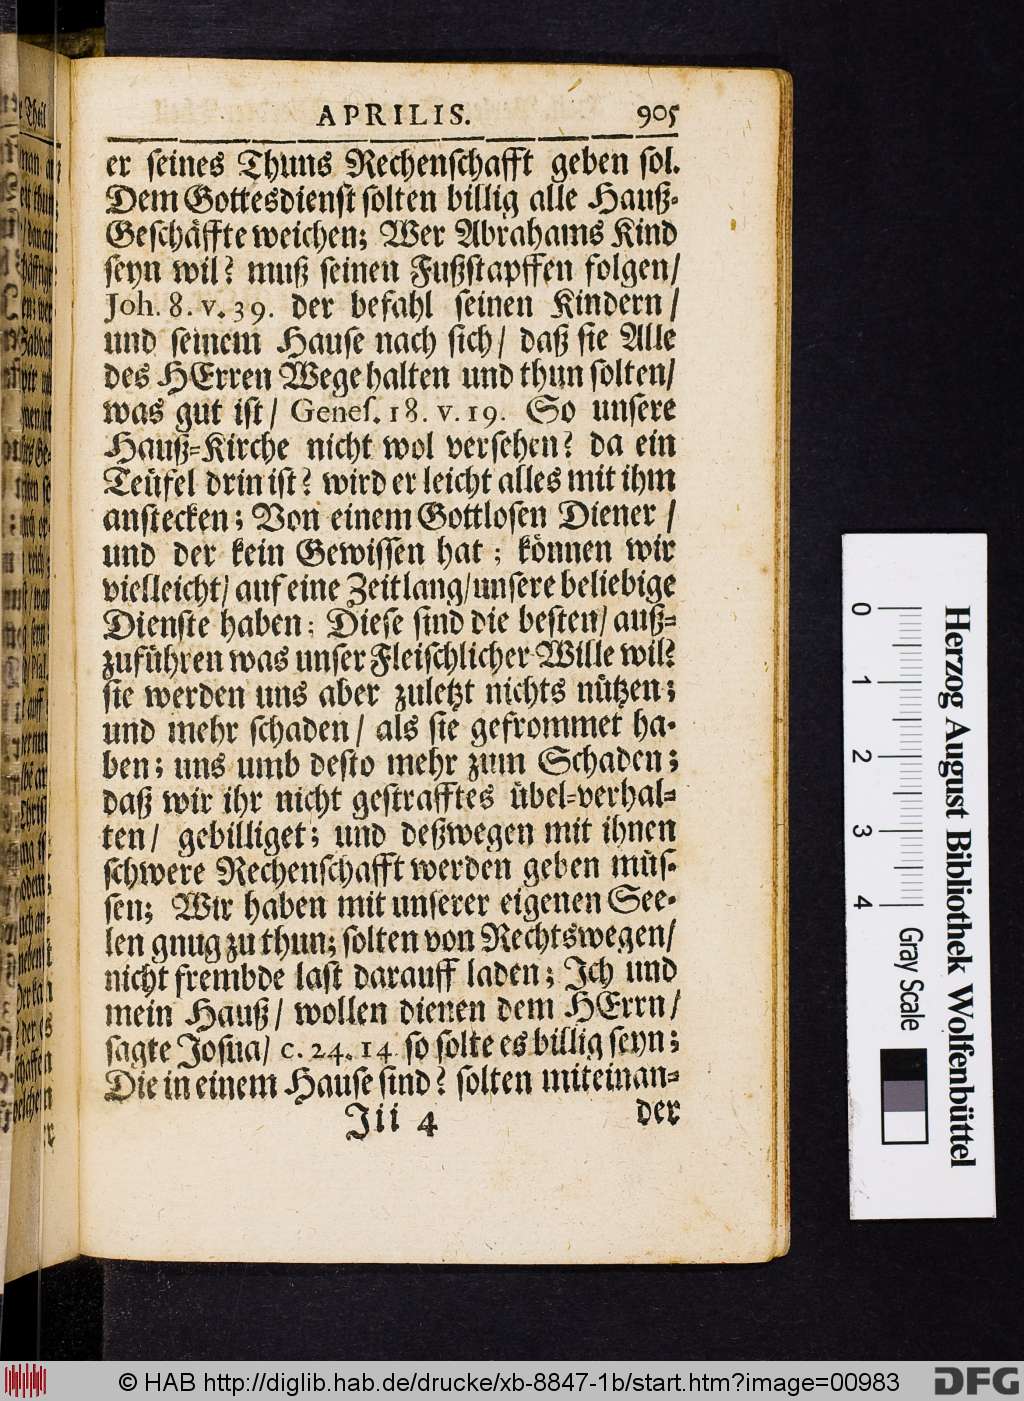 APRILIS. 905
er seines Thuns Rechenschafft geben sol.
Dem Gottesdienst solten billig alle Hauß-
Geschäffte weichen; Wer Abrahams Kind
seyn wil? muß seinen Fußstapffen folgen/
Joh. 8. v. 39. der befahl seinen Kindern/
und seinem Hause nach sich/ daß sie Alle
des HErren Wege halten und thun solten/
was gut ist/ Genes. 18. v. 19. So unsere
Hauß-Kirche nicht wol versehen? da ein
Teüfel drin ist? wird er leicht alles mit ihm
anstecken; Von einem Gottlosen Diener/
und der kein Gewissen hat; können wir
vielleicht/ auf eine Zeitlang/ unsere beliebige
Dienste haben; Diese sind die besten/ auß-
zuführen was unser Fleischlicher Wille wil?
sie werden uns aber zuletzt nichts nützen;
und mehr schaden/ als sie gefrommet ha-
ben; uns umb desto mehr zum Schaden;
daß wir ihr nicht gestrafftes übel-verhal-
ten/ gebilliget; und deßwegen mit ihnen
schwere Rechenschafft werden geben müs-
sen; Wir haben mit unserer eigenen See-
len gnug zu thun; solten von Rechtswegen/
nicht frembde last darauff laden; Ich und
mein Hauß/ wollen dienen dem HErrn/
sagte Josua/ c. 24. 14 so solte es billig seyn;
Die in einem Hause sind? solten miteinan-
Iii 4 der
0 1 2 3 4
Gray Scale
Herzog August Bibliothek Wolfenbüttel
© HAB http://diglib.hab.de/drucke/xb-8847-1b/start.htm?image=00983
DFG